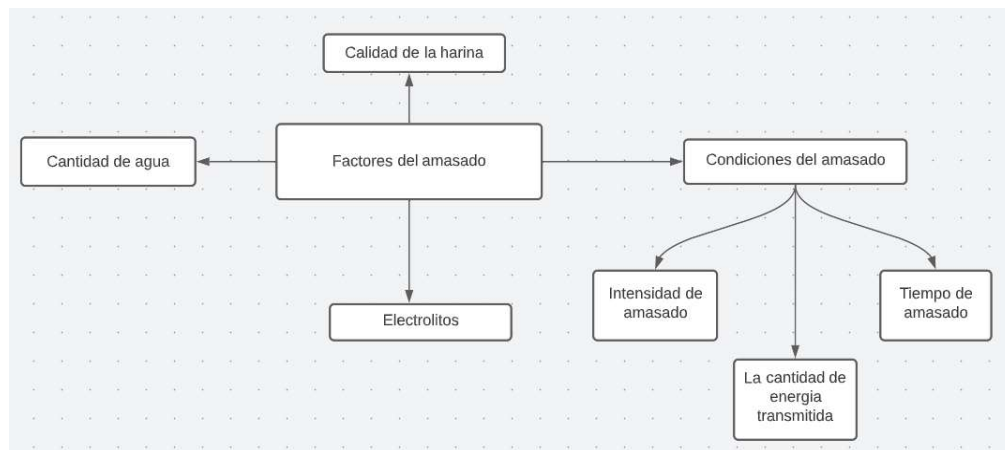 Calidad de la harina
Cantidad de agua
Factores del amasado
Condiciones del amasado
Electrolitos
Intensidad de
amasado
Tiempo de
amasado
La cantidad de
energia
transmitida